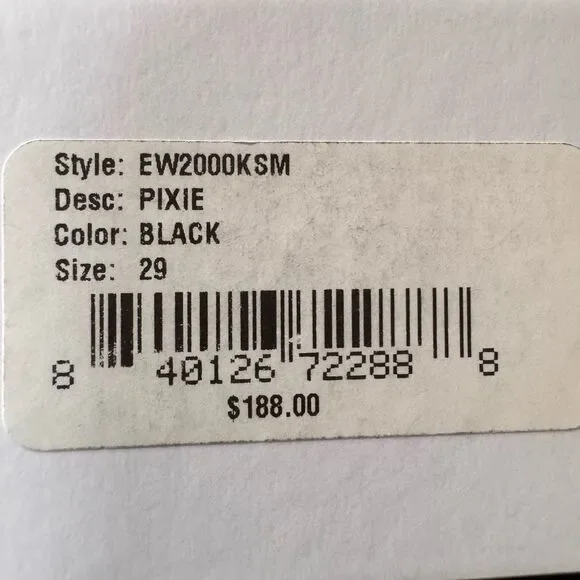 Style: EW2000KSM
Desc: PIXIE
Color: BLACK
Size: 29
8 40126 72288 8
$188.00